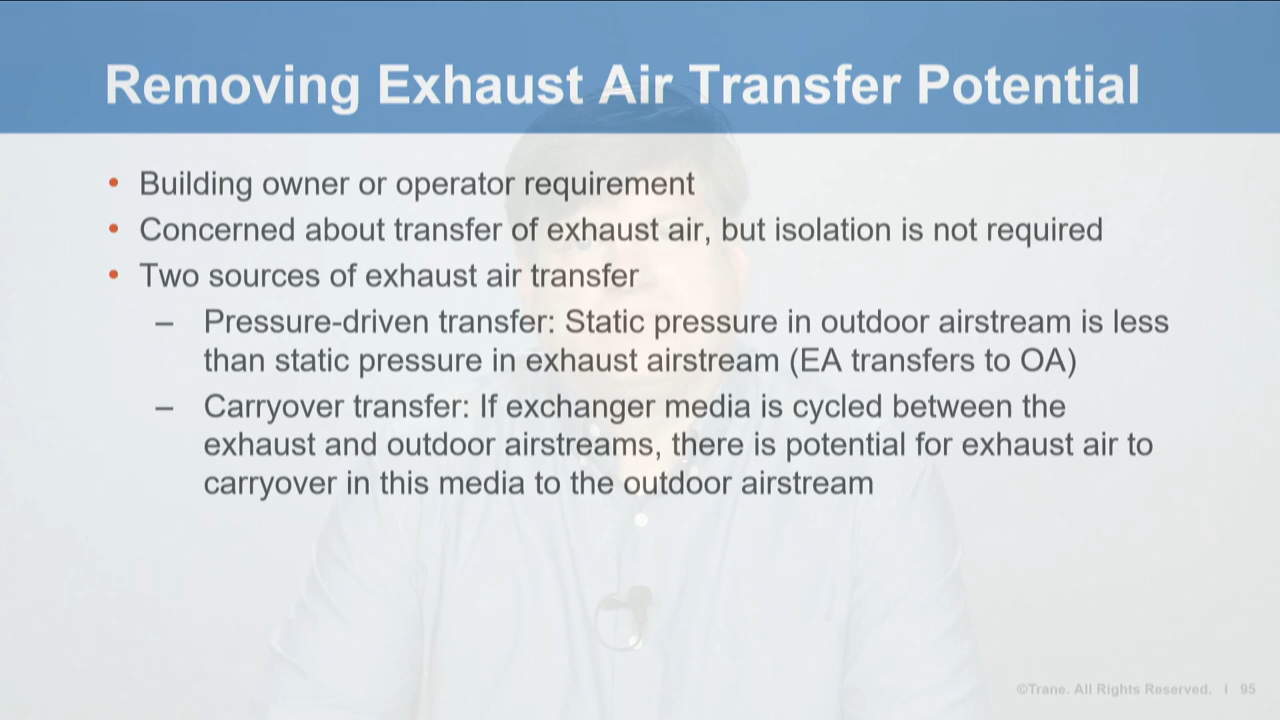 Removing Exhaust Air Transfer Potential
• Building owner or operator requirement
• Concerned about transfer of exhaust air, but isolation is not required
• Two sources of exhaust air transfer
– Pressure-driven transfer: Static pressure in outdoor airstream is less
than static pressure in exhaust airstream (EA transfers to OA)
– Carryover transfer: If exchanger media is cycled between the
exhaust and outdoor airstreams, there is potential for exhaust air to
carryover in this media to the outdoor airstream
©Trane. All Rights Reserved. I 95